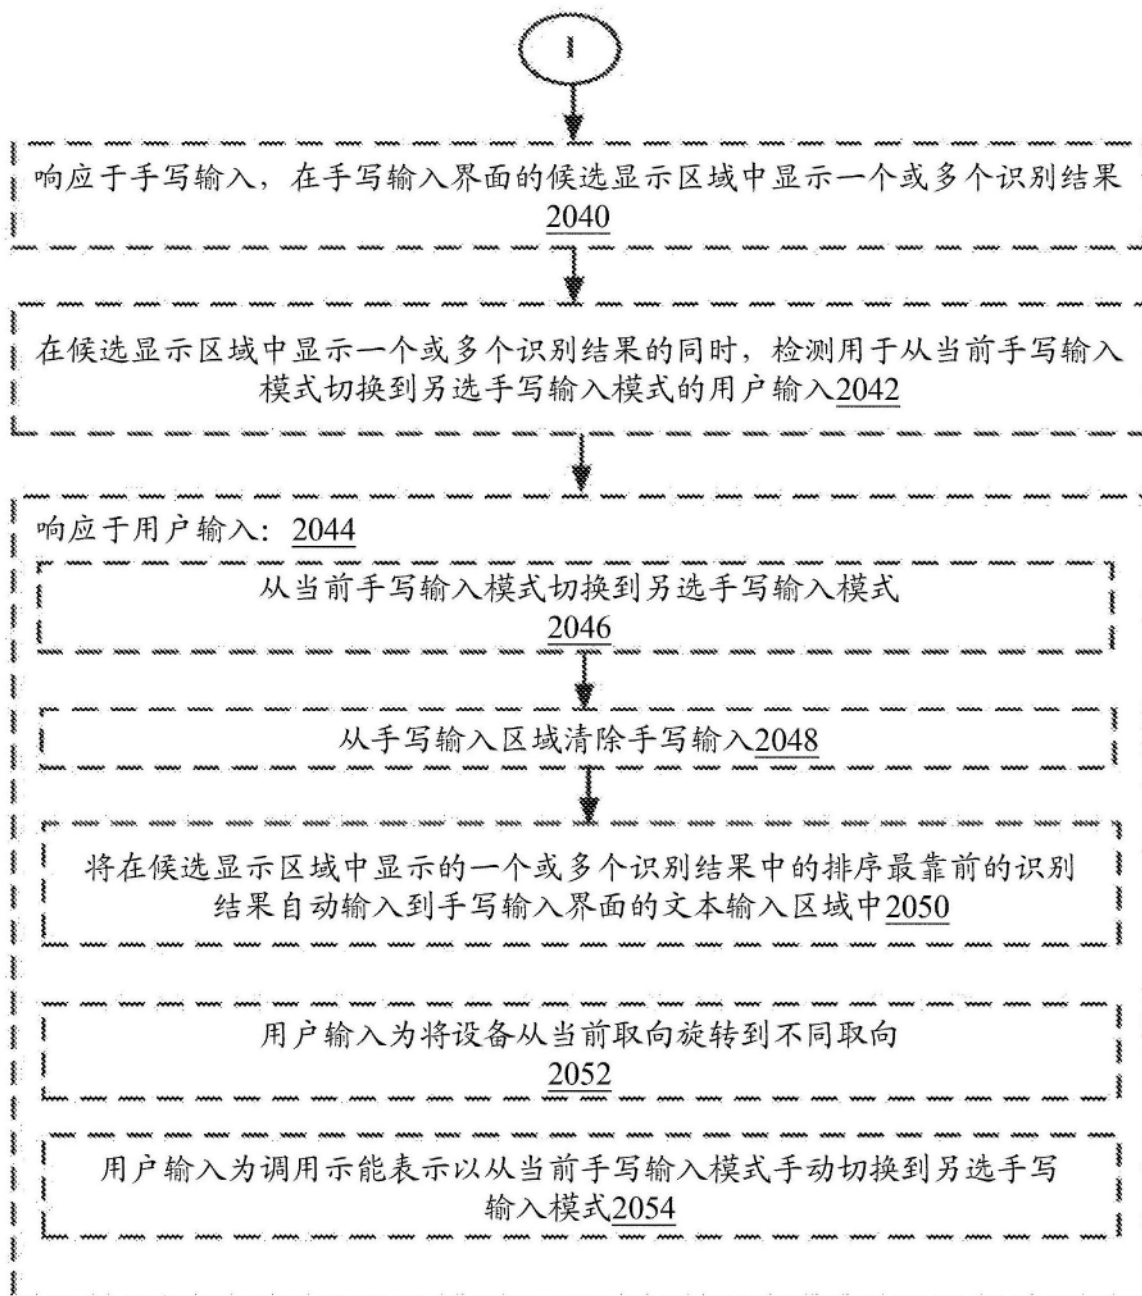 I
响应于手写输入，在手写输入界面的候选显示区域中显示一个或多个识别结果
2040
在候选显示区域中显示一个或多个识别结果的同时，检测用于从当前手写输入
模式切换到另选手写输入模式的用户输入2042
响应于用户输入：2044
从当前手写输入模式切换到另选手写输入模式
2046
从手写输入区域清除手写输入2048
将在候选显示区域中显示的一个或多个识别结果中的排序最靠前的识别
结果自动输入到手写输入界面的文本输入区域中2050
用户输入为将设备从当前取向旋转到不同取向
2052
用户输入为调用示能表示以从当前手写输入模式手动切换到另选手写
输入模式2054